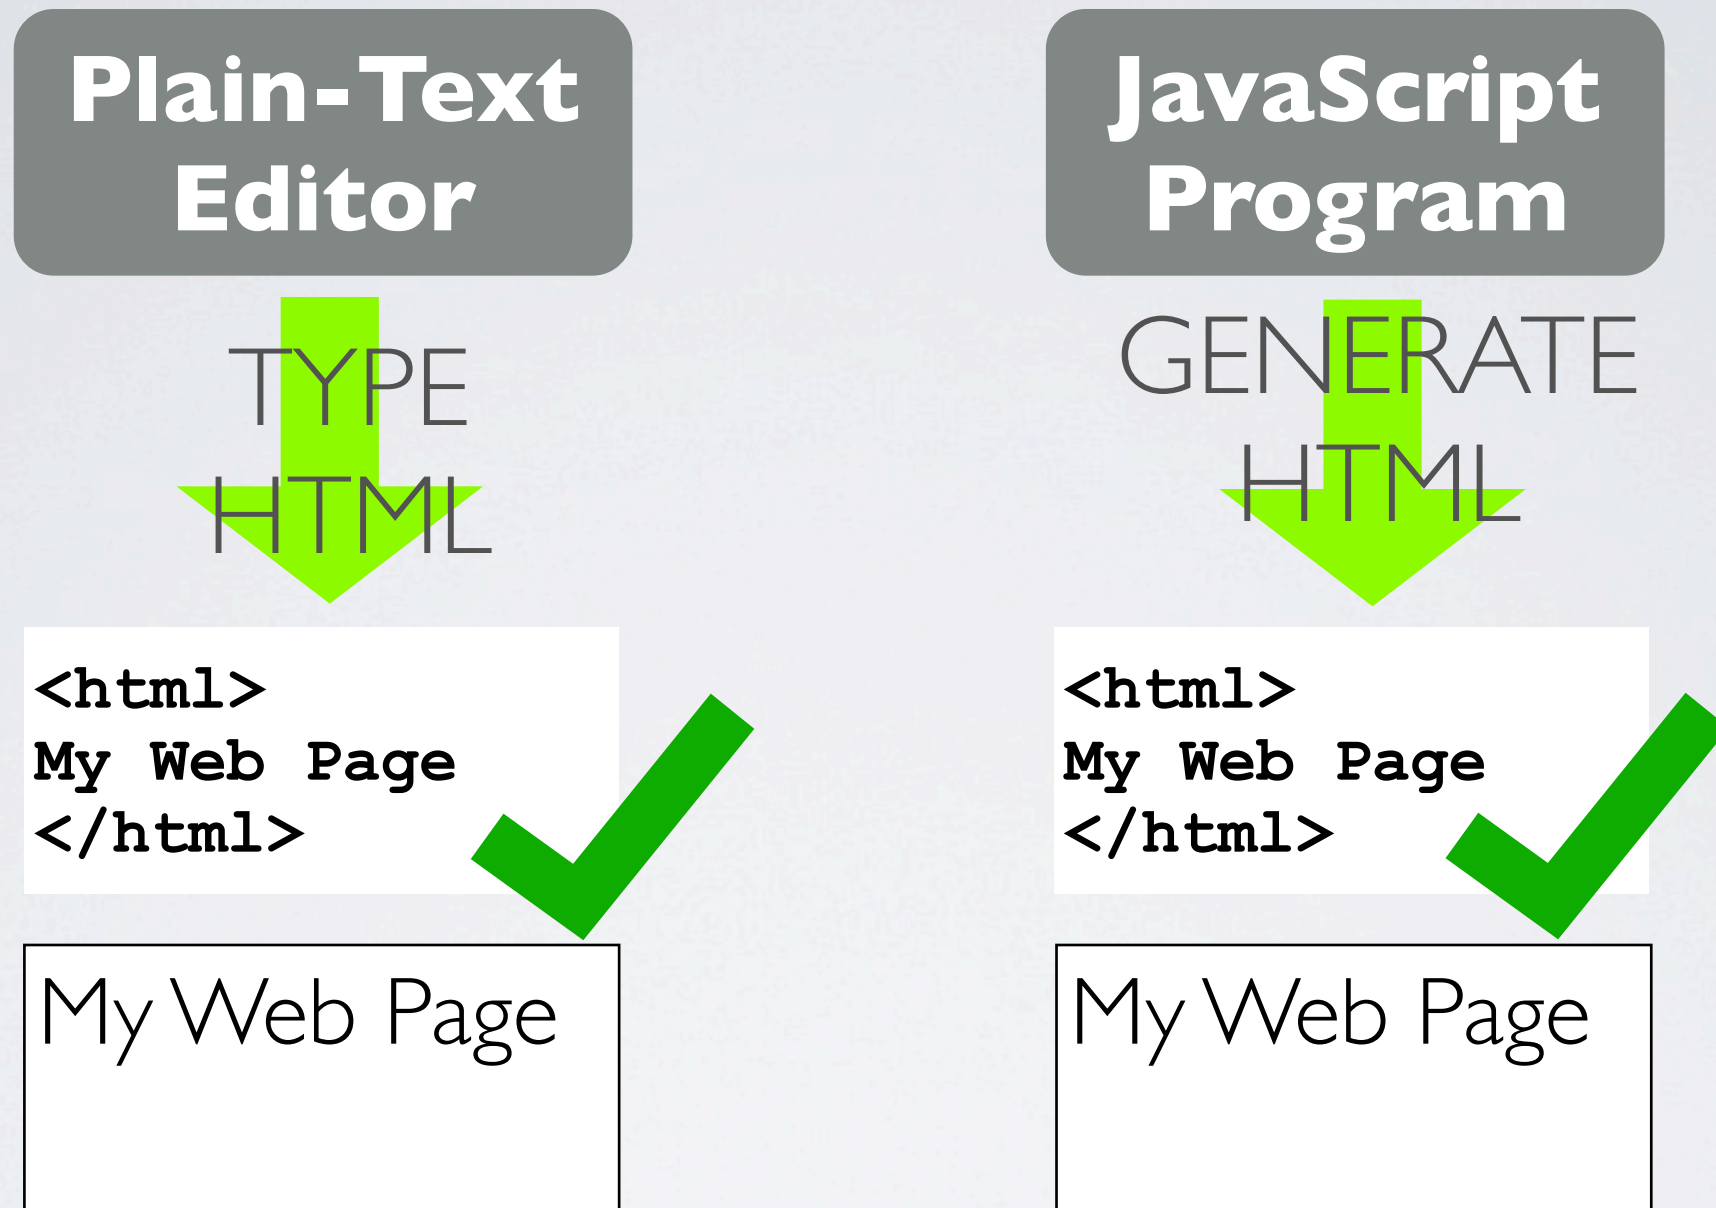 Plain-Text
Editor
TYPE
HTML
<html>
My Web Page
</html>
My Web Page
JavaScript
Program
GENERATE
HTML
<html>
My Web Page
</html>
My Web Page